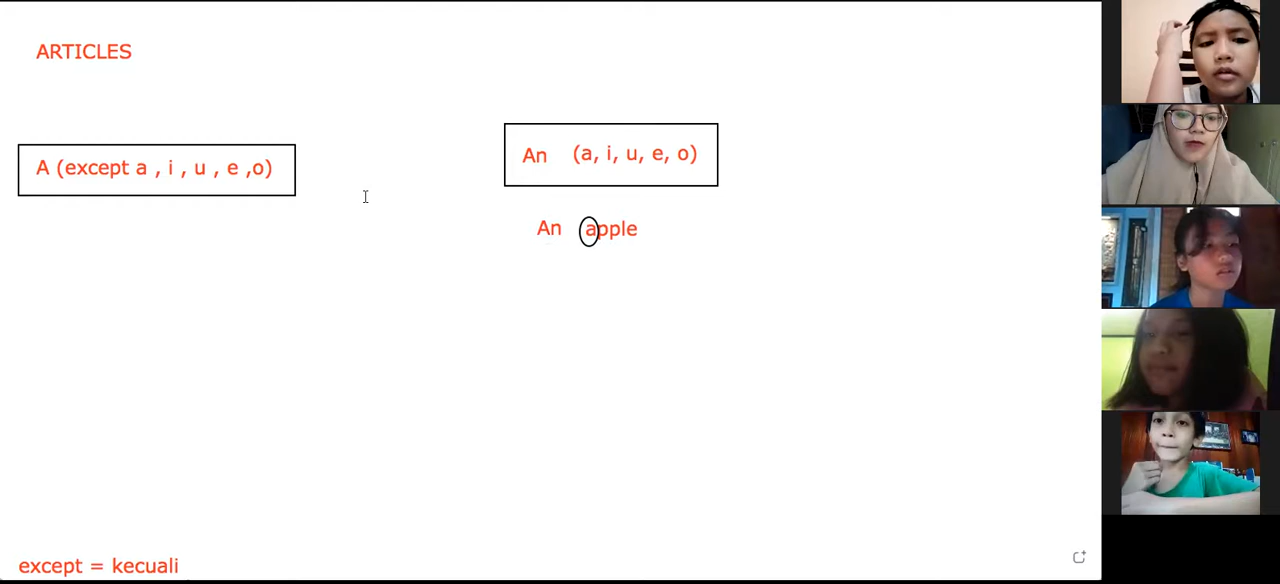 ARTICLES
A (except a , i , u , e ,o)
An (a, i, u, e, o)
An apple
except = kecuali